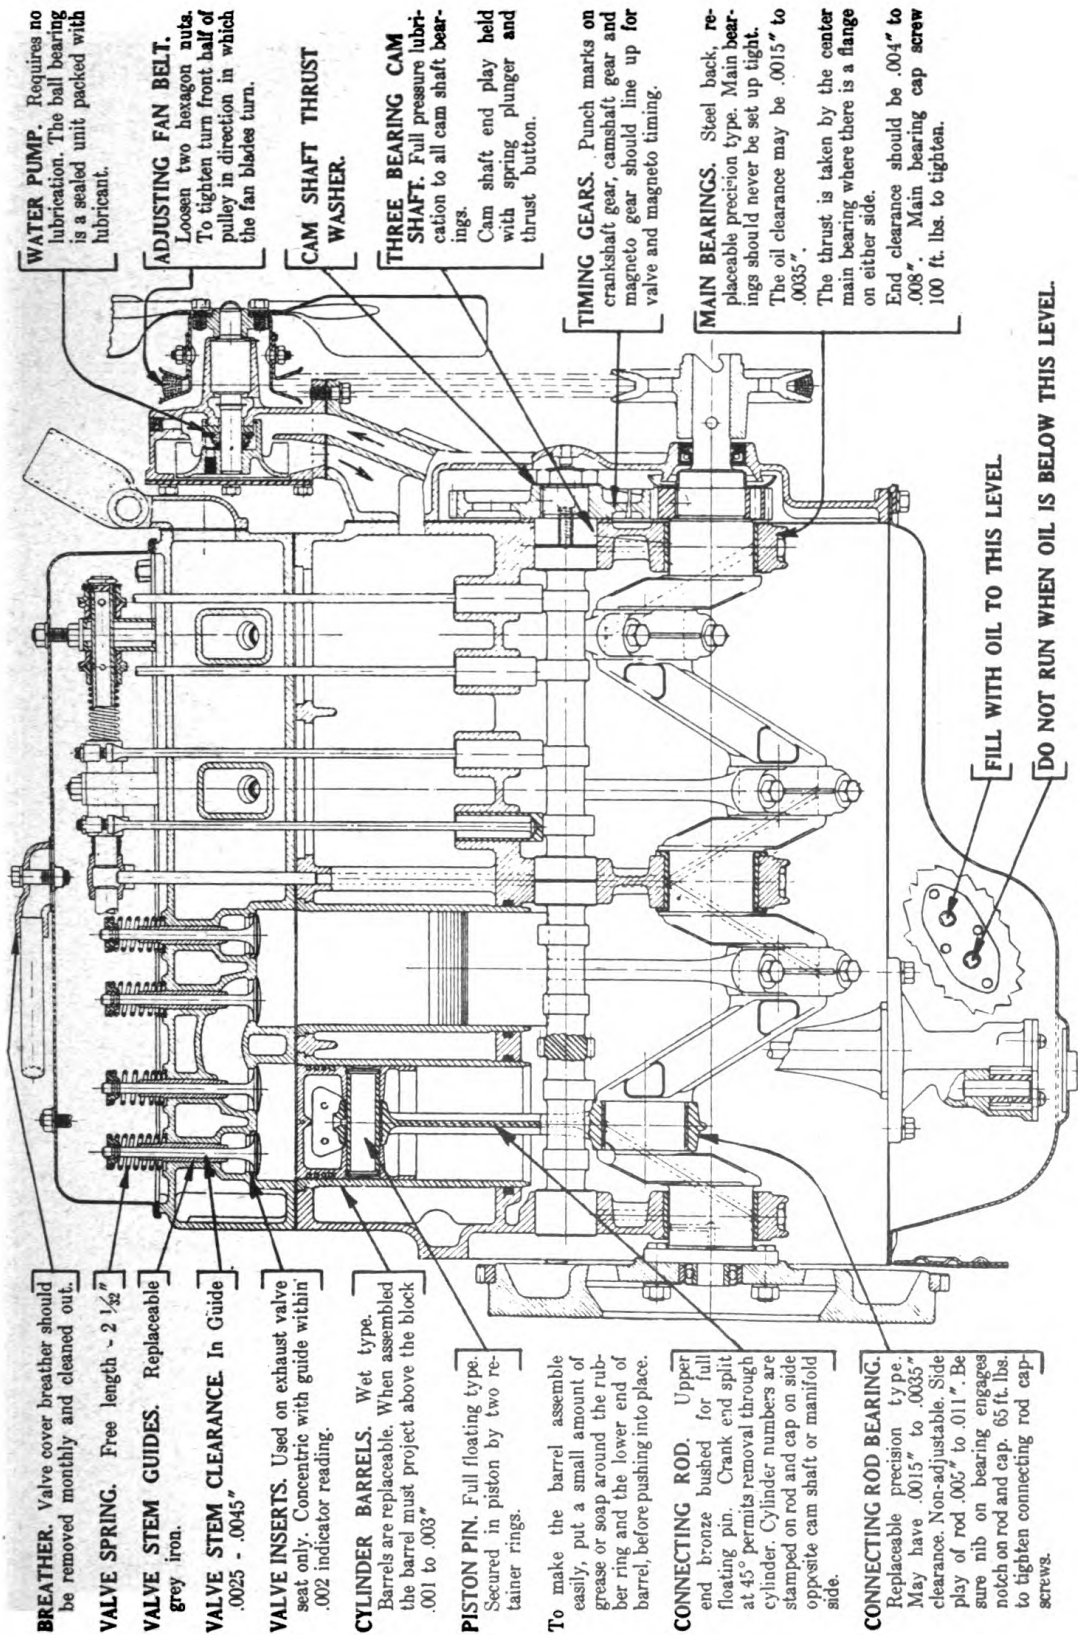 BREATHER. Valve cover breather should
be removed monthly and cleaned out.
VALVE SPRING. Free length - 2 1/32"
VALVE STEM GUIDES. Replaceable
grey iron.
VALVE STEM CLEARANCE. In Guide
.0025 - .0045"
VALVE INSERTS. Used on exhaust valve
seat only. Concentric with guide within
.002 indicator reading.
CYLINDER BARRELS. Wet type.
Barrels are replaceable. When assembled
the barrel must project above the block
.001 to .003"
PISTON PIN. Full floating type.
Secured in piston by two re-
tainer rings.
To make the barrel assemble
easily, put a small amount of
grease or soap around the rub-
ber ring and the lower end of
barrel, before pushing into place.
CONNECTING ROD. Upper
end bronze bushed for full
floating pin. Crank end split
at 45° permits removal through
cylinder. Cylinder numbers are
stamped on rod and cap on side
opposite cam shaft or manifold
side.
CONNECTING ROD BEARING.
Replaceable precision type.
May have .0015" to .0035"
clearance. Non-adjustable. Side
play of rod .005" to .011". Be
sure nib on bearing engages
notch on rod and cap. 65 ft. lbs.
to tighten connecting rod cap-
screws.
WATER PUMP. Requires no
lubrication. The ball bearing
is a sealed unit packed with
lubricant.
ADJUSTING FAN BELT.
Loosen two hexagon nuts.
To tighten turn front half of
pulley in direction in which
the fan blades turn.
CAM SHAFT THRUST
WASHER.
THREE BEARING CAM
SHAFT. Full pressure lubri-
cation to all cam shaft bear-
ings.
Cam shaft end play held
with spring plunger and
thrust button.
TIMING GEARS. Punch marks on
crankshaft gear, camshaft gear and
magneto gear should line up for
valve and magneto timing.
MAIN BEARINGS. Steel back, re-
placeable precision type. Main bear-
ings should never be set up tight.
The oil clearance may be .0015" to
.0035".
The thrust is taken by the center
main bearing where there is a flange
on either side.
End clearance should be .004" to
.008". Main bearing cap screw
100 ft. lbs. to tighten.
FILL WITH OIL TO THIS LEVEL.
DO NOT RUN WHEN OIL IS BELOW THIS LEVEL.